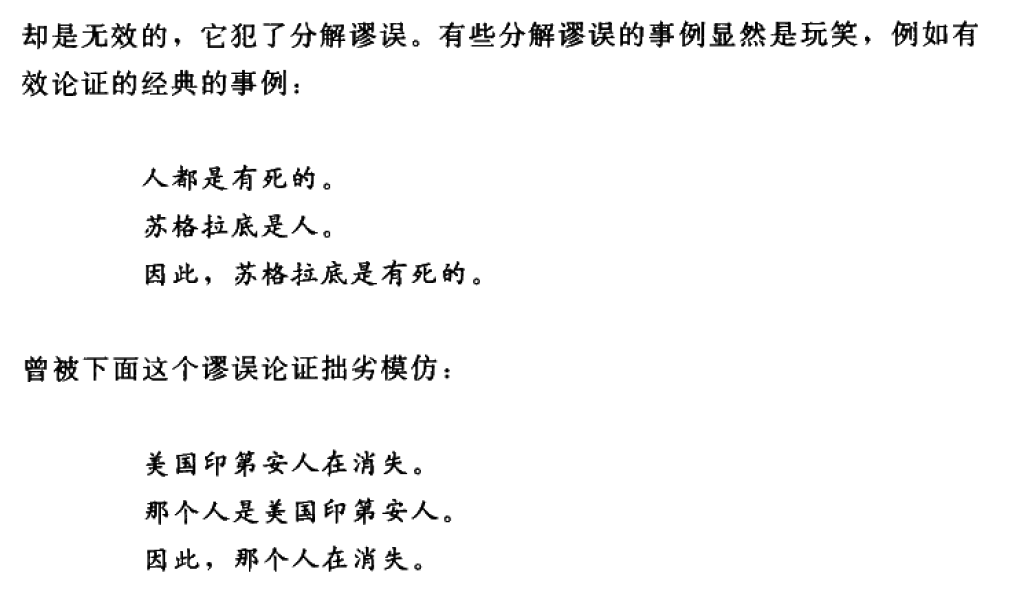 却是无效的，它犯了分解谬误。有些分解谬误的事例显然是玩笑，例如有
效论证的经典的事例：
人都是有死的。
苏格拉底是人。
因此，苏格拉底是有死的。
曾被下面这个谬误论证拙劣模仿：
美国印第安人在消失。
那个人是美国印第安人。
因此，那个人在消失。